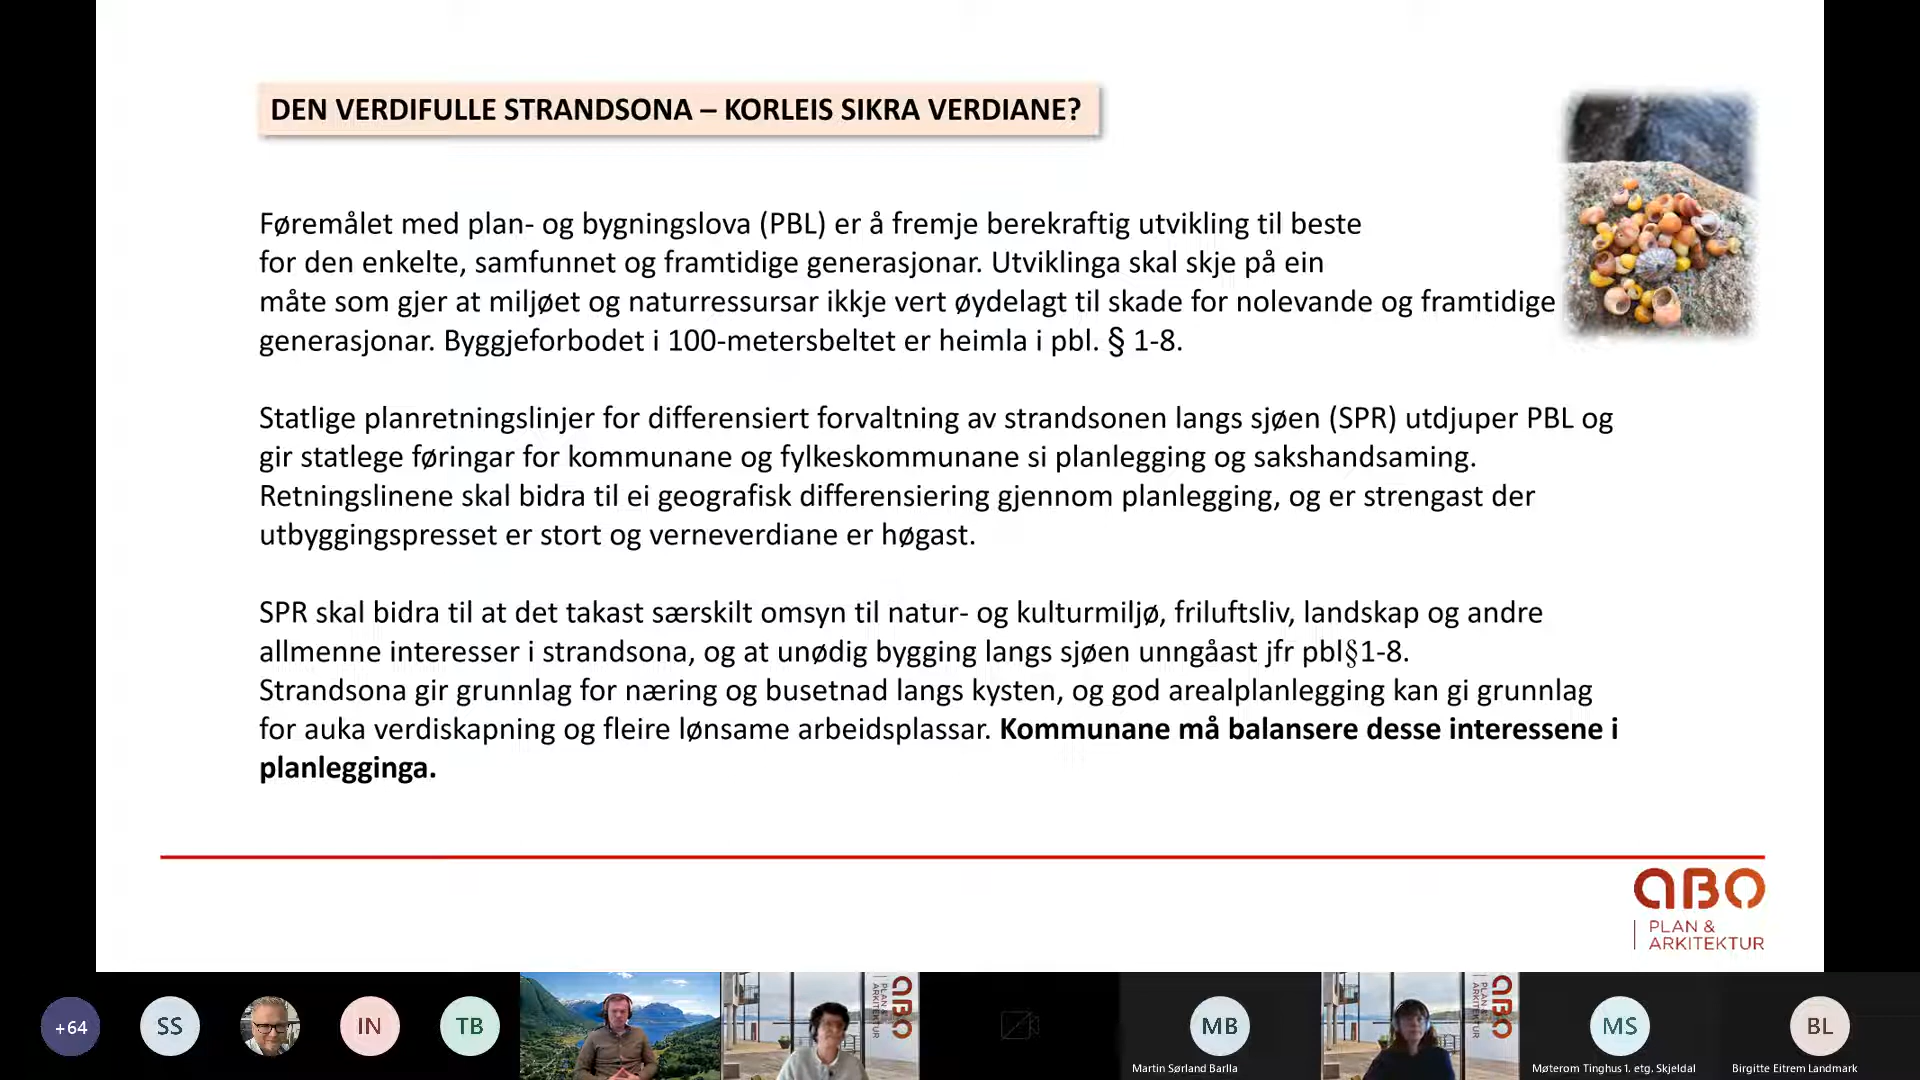 DEN VERDIFULLE STRANDSONA – KORLEIS SIKRA VERDIANE?
Føremålet med plan- og bygningslova (PBL) er å fremje berekraftig utvikling til beste
for den enkelte, samfunnet og framtidige generasjonar. Utviklinga skal skje på ein
måte som gjer at miljøet og naturressursar ikkje vert øydelagt til skade for nolevande og framtidige
generasjonar. Byggjeforbodet i 100-metersbeltet er heimla i pbl. § 1-8.
Statlige planretningslinjer for differensiert forvaltning av strandsonen langs sjøen (SPR) utdjuper PBL og
gir statlege føringar for kommunane og fylkeskommunane si planlegging og sakshandsaming.
Retningslinene skal bidra til ei geografisk differensiering gjennom planlegging, og er strengast der
utbyggingspresset er stort og verneverdiane er høgast.
SPR skal bidra til at det takast særskilt omsyn til natur- og kulturmiljø, friluftsliv, landskap og andre
allmenne interesser i strandsona, og at unødig bygging langs sjøen unngåast jfr pbl§1-8.
Strandsona gir grunnlag for næring og busetnad langs kysten, og god arealplanlegging kan gi grunnlag
for auka verdiskapning og fleire lønsame arbeidsplassar. Kommunane må balansere desse interessene i
planlegginga.
ABO
PLAN &
ARKITEKTUR
+64
SS
IN
TB
ABO
PLAN &
ARKITEKTUR
MB
Martin Sørland Barlla
ABO
PLAN &
ARKITEKTUR
MS
Møterom Tinghus 1. etg. Skjeldal
BL
Birgitte Eitrem Landmark